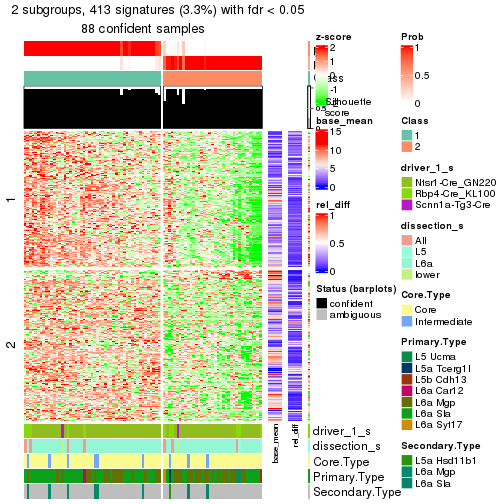 2 subgroups, 413 signatures (3.3%) with fdr < 0.05
88 confident samples
z-score
2
1
0
-1
-2
Silhouette
score
base_mean
15
10
5
0
rel_diff
1
0.5
0
Status (barplots)
confident
ambiguous
Prob
1
0.5
0
Class
1
2
driver_1_s
Ntsr1-Cre_GN220
Rbp4-Cre_KL100
Scnn1a-Tg3-Cre
dissection_s
All
L5
L6a
lower
Core.Type
Core
Intermediate
Primary.Type
L5 Ucma
L5a Tcerg1l
L5b Cdh13
L6a Car12
L6a Mgp
L6a Sla
L6a Syt17
Secondary.Type
L5a Hsd11b1
L6a Mgp
L6a Sla
1
2
base_mean
rel_diff
driver_1_s
dissection_s
Core.Type
Primary.Type
Secondary.Type